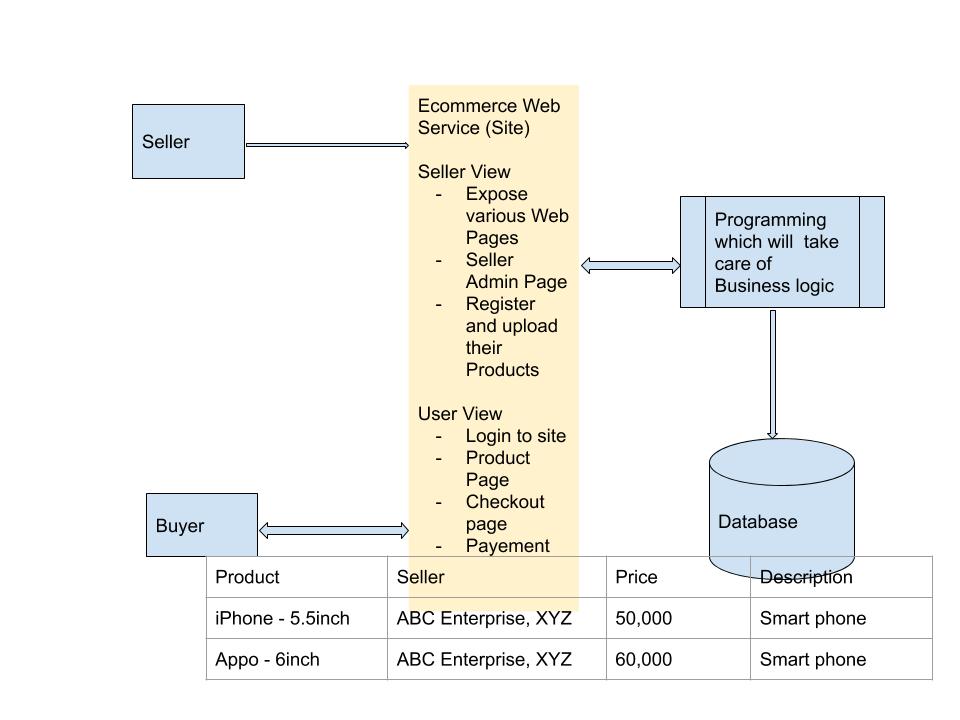 Seller
Ecommerce Web
Service (Site)
Seller View
- Expose
various Web
Pages
- Seller
Admin Page
- Register
and upload
their
Products
User View
- Login to site
- Product
Page
- Checkout
page
- Payement
Programming
which will  take
care of
Business logic
Buyer
Database
Product Seller Price Description
iPhone - 5.5inch ABC Enterprise, XYZ 50,000 Smart phone
Appo - 6inch ABC Enterprise, XYZ 60,000 Smart phone